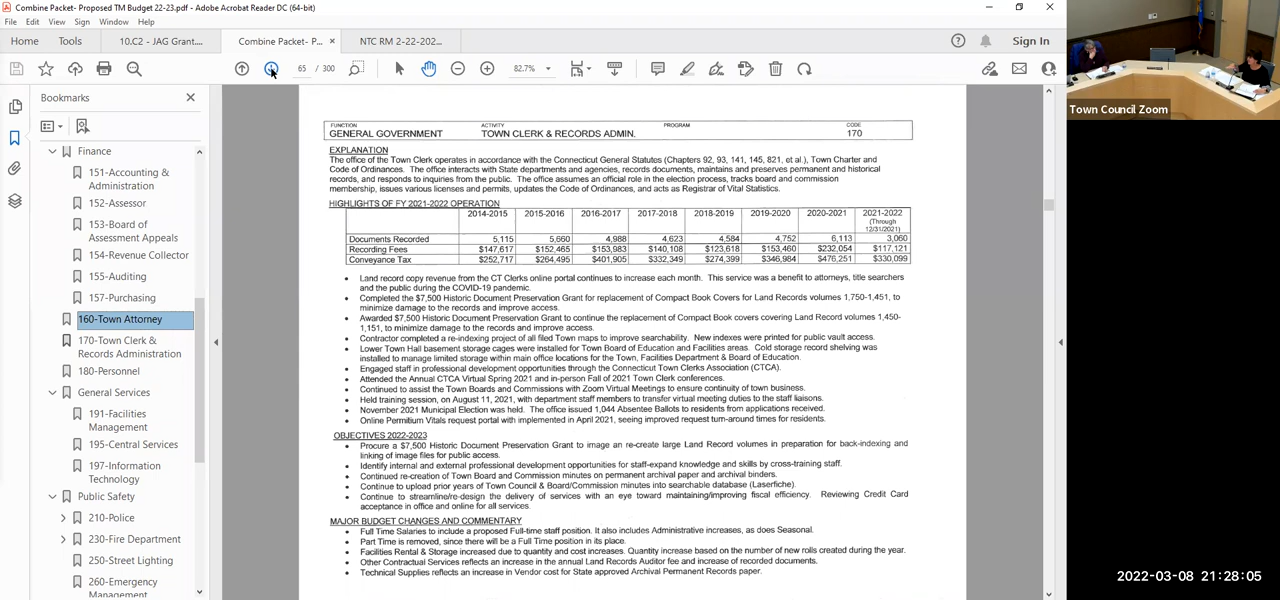 Combine Packet- Proposed TM Budget 22-23.pdf - Adobe Acrobat Reader DC (64-bit)
File Edit View Sign Window Help
Home Tools 10.C2 - JAG Grant.... Combine Packet- P... × NTC RM 2-22-202... Sign In
65 / 300 82.7%
Bookmarks
Finance
151-Accounting &
Administration
152-Assessor
153-Board of
Assessment Appeals
154-Revenue Collector
155-Auditing
157-Purchasing
160-Town Attorney
170-Town Clerk &
Records Administration
180-Personnel
General Services
191-Facilities
Management
195-Central Services
197-Information
Technology
Public Safety
210-Police
230-Fire Department
250-Street Lighting
260-Emergency
Management
FUNCTION ACTIVITY PROGRAM CODE
GENERAL GOVERNMENT TOWN CLERK & RECORDS ADMIN. 170
EXPLANATION
The office of the Town Clerk operates in accordance with the Connecticut General Statutes (Chapters 92, 93, 141, 145, 821, et al.), Town Charter and
Code of Ordinances. The office interacts with State departments and agencies, records documents, maintains and preserves permanent and historical
records, and responds to inquiries from the public. The office assumes an official role in the election process, tracks board and commission
membership, issues various licenses and permits, updates the Code of Ordinances, and acts as Registrar of Vital Statistics.
HIGHLIGHTS OF FY 2021-2022 OPERATION
2014-2015 2015-2016 2016-2017 2017-2018 2018-2019 2019-2020 2020-2021 2021-2022
(Through
12/31/2021)
Documents Recorded 5,115 5,660 4,988 4,623 4,584 4,752 6,113 3,060
Recording Fees $147,617 $152,465 $153,983 $140,108 $123,618 $153,460 $232,054 $117,121
Conveyance Tax $252,717 $264,495 $401,905 $332,349 $274,399 $346,984 $476,251 $330,099
• Land record copy revenue from the CT Clerks online portal continues to increase each month. This service was a benefit to attorneys, title searchers
and the public during the COVID-19 pandemic.
• Completed the $7,500 Historic Document Preservation Grant for replacement of Compact Book Covers for Land Records volumes 1,750-1,451, to
minimize damage to the records and improve access.
• Awarded $7,500 Historic Document Preservation Grant to continue the replacement of Compact Book covers covering Land Record volumes 1,450-
1,151, to minimize damage to the records and improve access.
• Contractor completed a re-indexing project of all filed Town maps to improve searchability. New indexes were printed for public vault access.
• Lower Town Hall basement storage cages were installed for Town Board of Education and Facilities areas. Cold storage record shelving was
installed to manage limited storage within main office locations for the Town, Facilities Department & Board of Education.
• Engaged staff in professional development opportunities through the Connecticut Town Clerks Association (CTCA).
• Attended the Annual CTCA Virtual Spring 2021 and in-person Fall of 2021 Town Clerk conferences.
• Continued to assist the Town Boards and Commissions with Zoom Virtual Meetings to ensure continuity of town business.
• Held training session, on August 11, 2021, with department staff members to transfer virtual meeting duties to the staff liaisons.
• November 2021 Municipal Election was held. The office issued 1,044 Absentee Ballots to residents from applications received.
• Online Permitium Vitals request portal with implemented in April 2021, seeing improved request turn-around times for residents.
OBJECTIVES 2022-2023
• Procure a $7,500 Historic Document Preservation Grant to image an re-create large Land Record volumes in preparation for back-indexing and
linking of image files for public access.
• Identify internal and external professional development opportunities for staff-expand knowledge and skills by cross-training staff.
• Continued re-creation of Town Board and Commission minutes on permanent archival paper and archival binders.
• Continue to upload prior years of Town Council & Board/Commission minutes into searchable database (Laserfiche).
• Continue to streamline/re-design the delivery of services with an eye toward maintaining/improving fiscal efficiency. Reviewing Credit Card
acceptance in office and online for all services.
MAJOR BUDGET CHANGES AND COMMENTARY
• Full Time Salaries to include a proposed Full-time staff position. It also includes Administrative increases, as does Seasonal.
• Part Time is removed, since there will be a Full Time position in its place.
• Facilities Rental & Storage increased due to quantity and cost increases. Quantity increase based on the number of new rolls created during the year.
• Other Contractual Services reflects an increase in the annual Land Records Auditor fee and increase of recorded documents.
• Technical Supplies reflects an increase in Vendor cost for State approved Archival Permanent Records paper.
Town Council Zoom
2022-03-08 21:28:05